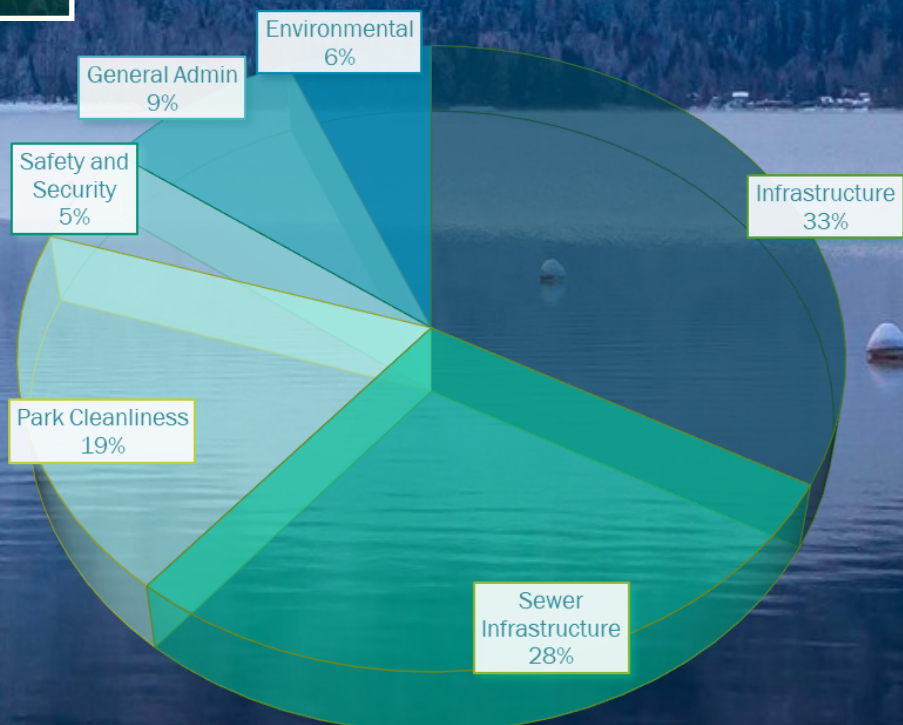 Environmental
6%
General Admin
9%
Safety and
Security
5%
Infrastructure
33%
Park Cleanliness
19%
Sewer
Infrastructure
28%